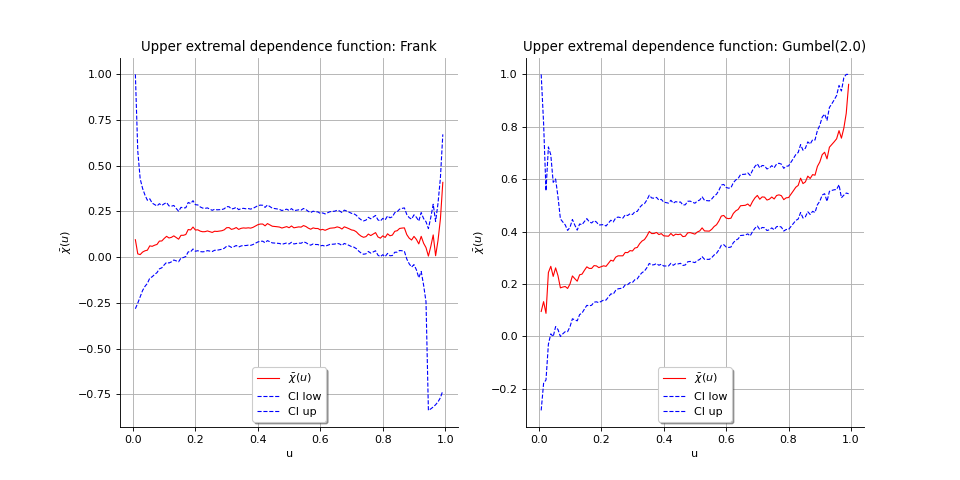 Upper extremal dependence function: Frank
1.00
0.75
0.50
0.25
0.00
−0.25
−0.50
−0.75
0.0 0.2 0.4 0.6 0.8 1.0
u
χ̄(u)
χ̄(u)
CI low
CI up
Upper extremal dependence function: Gumbel(2.0)
1.0
0.8
0.6
0.4
0.2
0.0
−0.2
0.0 0.2 0.4 0.6 0.8 1.0
u
χ̄(u)
χ̄(u)
CI low
CI up